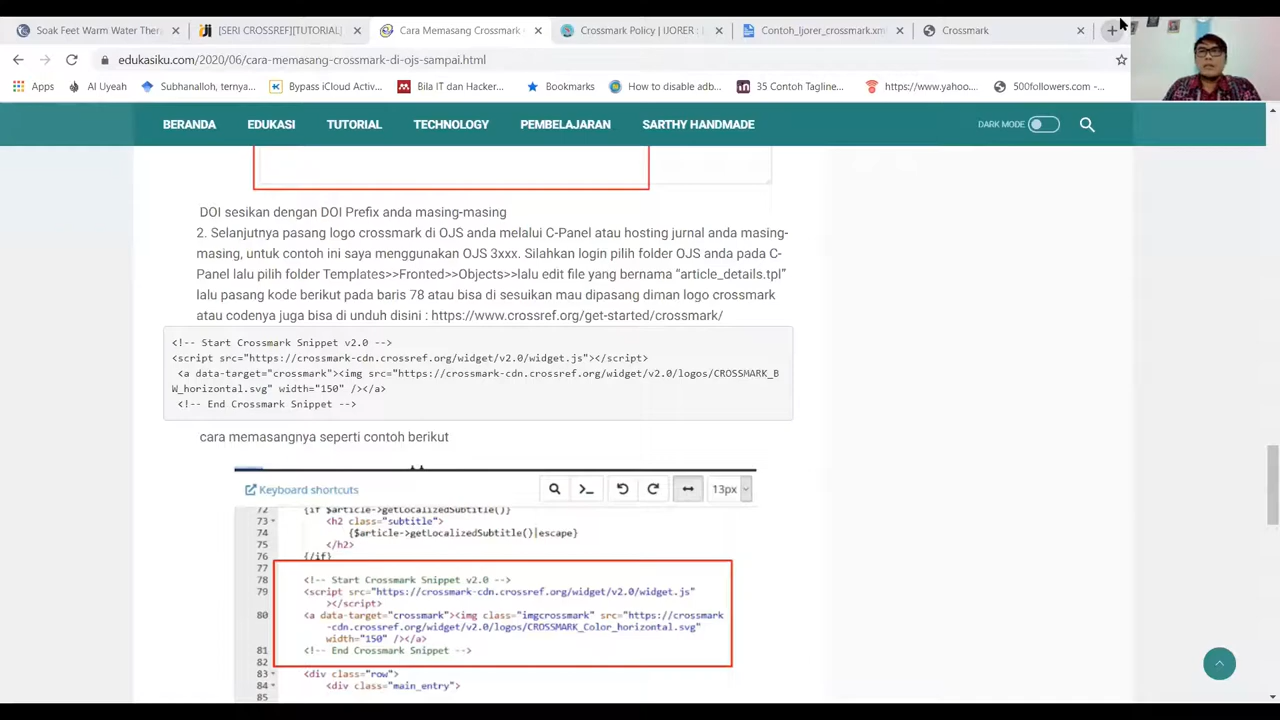 Soak Feet Warm Water Ther
[SERI CROSSREF][TUTORIAL]
Cara Memasang Crossmark
Crossmark Policy | IJORER :
Contoh_Ijorer_crossmark.xml
Crossmark
edukasiku.com/2020/06/cara-memasang-crossmark-di-ojs-sampai.html
Apps
Al Uyeah
Subhanalloh, ternya...
Bypass iCloud Activ...
Bila IT dan Hacker...
Bookmarks
How to disable adb...
35 Contoh Tagline...
https://www.yahoo...
500followers.com -...
BERANDA
EDUKASI
TUTORIAL
TECHNOLOGY
PEMBELAJARAN
SARTHY HANDMADE
DARK MODE
DOI sesikan dengan DOI Prefix anda masing-masing
2. Selanjutnya pasang logo crossmark di OJS anda melalui C-Panel atau hosting jurnal anda masing-
masing, untuk contoh ini saya menggunakan OJS 3xxx. Silahkan login pilih folder OJS anda pada C-
Panel lalu pilih folder Templates>>Fronted>>Objects>>lalu edit file yang bernama “article_details.tpl”
lalu pasang kode berikut pada baris 78 atau bisa di sesuikan mau dipasang diman logo crossmark
atau codenya juga bisa di unduh disini : https://www.crossref.org/get-started/crossmark/
<!-- Start Crossmark Snippet v2.0 -->
<script src="https://crossmark-cdn.crossref.org/widget/v2.0/widget.js"></script>
<a data-target="crossmark"><img src="https://crossmark-cdn.crossref.org/widget/v2.0/logos/CROSSMARK_B
W_horizontal.svg" width="150" /></a>
<!-- End Crossmark Snippet -->
cara memasangnya seperti contoh berikut
Keyboard shortcuts
13px
72 {if $article->getLocalizedSubtitle()}
73 <h2 class="subtitle">
74 {$article->getLocalizedSubtitle()|escape}
75 </h2>
76 {/if}
77
78 <!-- Start Crossmark Snippet v2.0 -->
79 <script src="https://crossmark-cdn.crossref.org/widget/v2.0/widget.js"
></script>
80 <a data-target="crossmark"><img class="imgcrossmark" src="https://crossmark
-cdn.crossref.org/widget/v2.0/logos/CROSSMARK_Color_horizontal.svg"
width="150" /></a>
81 <!-- End Crossmark Snippet -->
82
83 <div class="row">
84 <div class="main_entry">
85